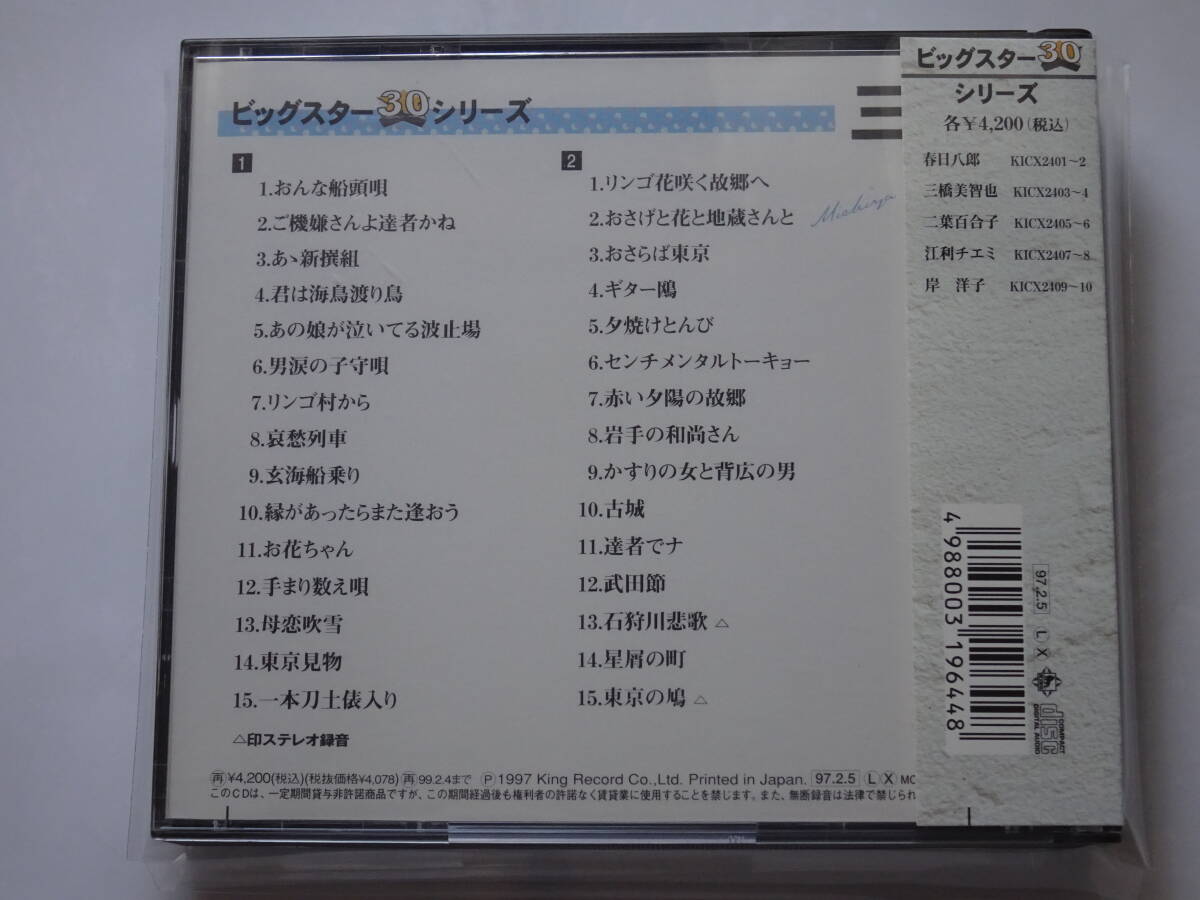 ビッグスター30シリーズ
三
1
1.おんな船頭唄
2.ご機嫌さんよ達者かね
3.あゝ新撰組
4.君は海鳥渡り鳥
5.あの娘が泣いてる波止場
6.男涙の子守唄
7.リンゴ村から
8.哀愁列車
9.玄海船乗り
10.縁があったらまた逢おう
11.お花ちゃん
12.手まり数え唄
13.母恋吹雪
14.東京見物
15.一本刀土俵入り
△印ステレオ録音
2
1.リンゴ花咲く故郷へ
2.おさげと花と地蔵さんと
3.おさらば東京
4.ギター鴎
5.夕焼けとんび
6.センチメンタルトーキョー
7.赤い夕陽の故郷
8.岩手の和尚さん
9.かすりの女と背広の男
10.古城
11.達者でナ
12.武田節
13.石狩川悲歌 △
14.星屑の町
15.東京の鳩 △
Michiya
再¥4,200(税込)(税抜価格¥4,078) 再99.2.4まで Ⓟ 1997 King Record Co.,Ltd. Printed in Japan. 97.2.5 L X MO
このCDは、一定期間貸与非許諾商品ですが、この期間経過後も権利者の許諾なく賃貸業に使用することを禁じます。また、無断録音は法律で禁じられ
ビッグスター30
シリーズ
各¥4,200(税込)
春日八郎 KICX2401〜2
三橋美智也 KICX2403〜4
二葉百合子 KICX2405〜6
江利チエミ KICX2407〜8
岸 洋子 KICX2409〜10
4988003196448
97.2.5 L X
COMPACT
disc
DIGITAL AUDIO